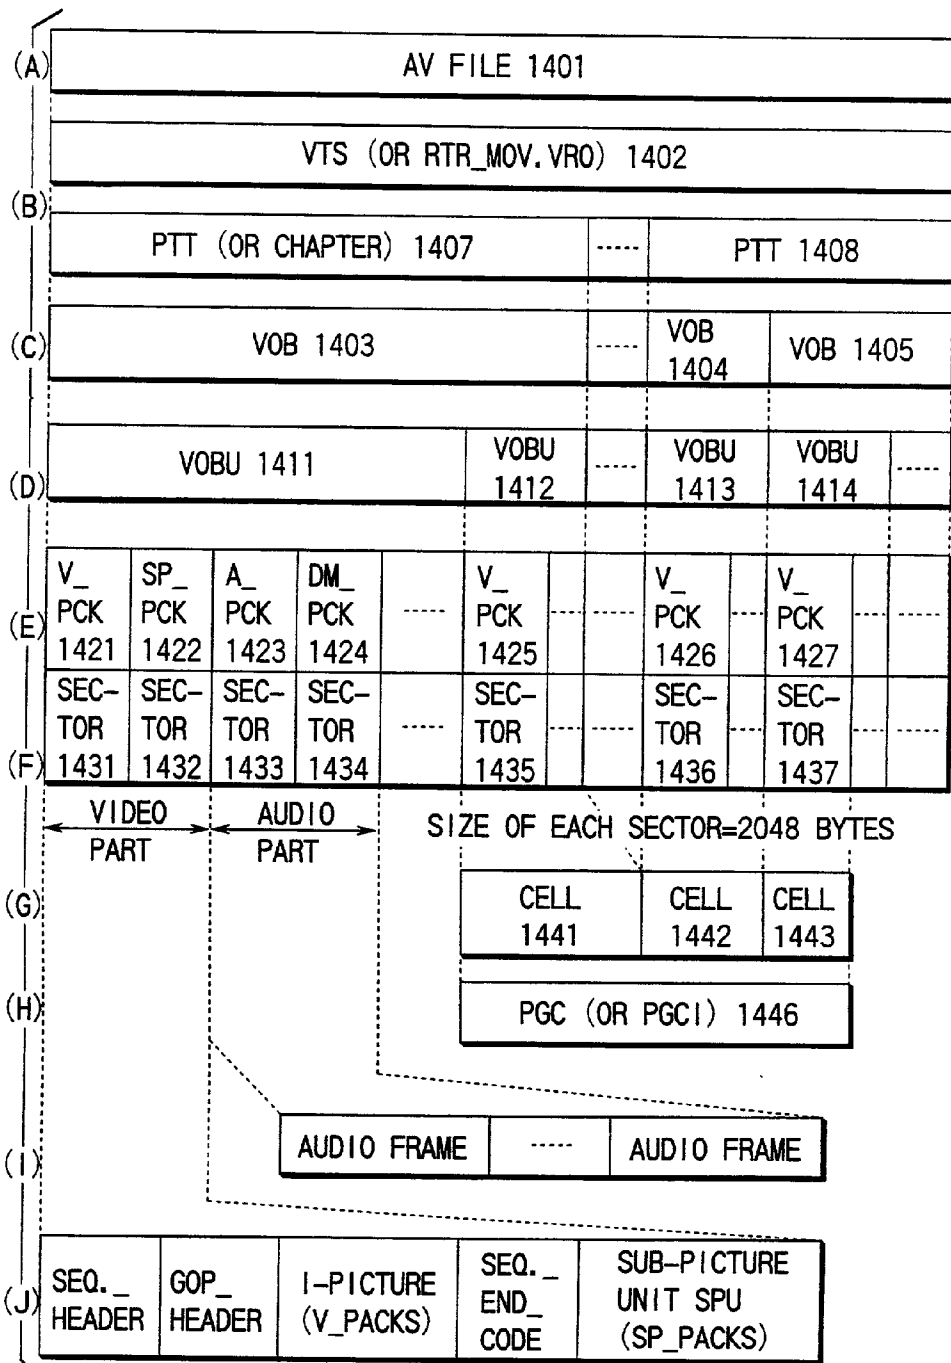 (A)
AV FILE 1401
VTS (OR RTR_MOV.VRO) 1402
(B)
PTT (OR CHAPTER) 1407 ----- PTT 1408
(C)
VOB 1403 ----- VOB 1404 VOB 1405
(D)
VOBU 1411 VOBU 1412 ----- VOBU 1413 VOBU 1414 -----
(E)
V_ PCK 1421 SP_ PCK 1422 A_ PCK 1423 DM_ PCK 1424 ----- V_ PCK 1425 ----- V_ PCK 1426 ----- V_ PCK 1427 -----
(F)
SEC- TOR 1431 SEC- TOR 1432 SEC- TOR 1433 SEC- TOR 1434 ----- SEC- TOR 1435 ----- SEC- TOR 1436 ----- SEC- TOR 1437 -----
VIDEO PART
AUDIO PART
SIZE OF EACH SECTOR=2048 BYTES
(G)
CELL 1441 CELL 1442 CELL 1443
(H)
PGC (OR PGCI) 1446
(I)
AUDIO FRAME ----- AUDIO FRAME
(J)
SEQ._ HEADER GOP_ HEADER I-PICTURE (V_PACKS) SEQ._ END_ CODE SUB-PICTURE UNIT SPU (SP_PACKS)